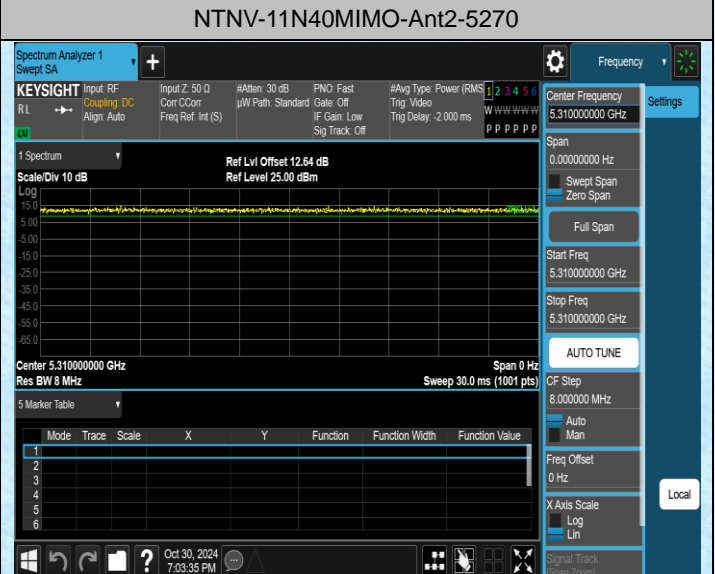 NTNV-11N40MIMO-Ant2-5270
Spectrum Analyzer 1
Swept SA
Frequency
KEYSIGHT
RL
LXI
Input: RF
Coupling: DC
Align: Auto
Input Z: 50 Ω
Corr CCorr
Freq Ref: Int (S)
#Atten: 30 dB
µW Path: Standard
PNO: Fast
Gate: Off
IF Gain: Low
Sig Track: Off
#Avg Type: Power (RMS
Trig: Video
Trig Delay: -2.000 ms
1 2 3 4 5 6
W W W W W W
P P P P P P
Center Frequency
5.310000000 GHz
Settings
Span
0.00000000 Hz
Swept Span
Zero Span
Full Span
Start Freq
5.310000000 GHz
Stop Freq
5.310000000 GHz
AUTO TUNE
CF Step
8.000000 MHz
Auto
Man
Freq Offset
0 Hz
X Axis Scale
Log
Lin
Signal Track
(Span Zoom)
Local
1 Spectrum
Scale/Div 10 dB
Ref Lvl Offset 12.64 dB
Ref Level 25.00 dBm
Log
15.0
5.00
-5.00
-15.0
-25.0
-35.0
-45.0
-55.0
-65.0
Center 5.310000000 GHz
Res BW 8 MHz
Span 0 Hz
Sweep 30.0 ms (1001 pts)
5 Marker Table
Mode Trace Scale X Y Function Function Width Function Value
1
2
3
4
5
6
?
Oct 30, 2024
7:03:35 PM